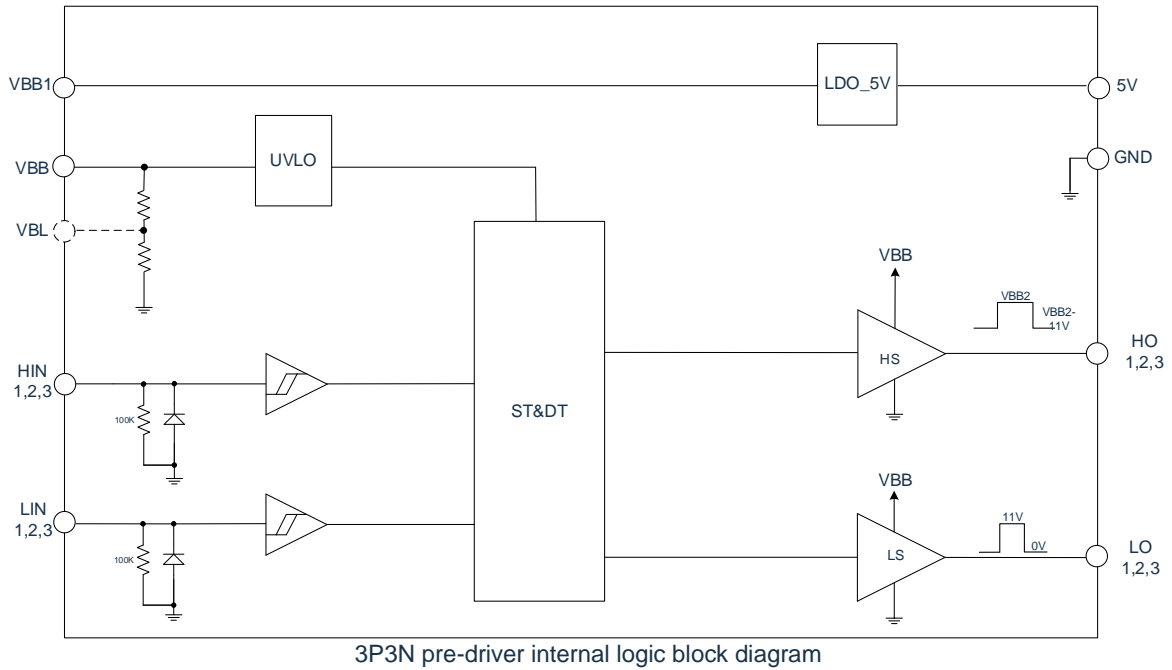 VBB1
LDO_5V
5V
VBB
UVLO
GND
VBL
VBB
VBB2
VBB2-
11V
HIN
1,2,3
100K
HS
HO
1,2,3
ST&DT
LIN
1,2,3
100K
VBB
11V
0V
LS
LO
1,2,3
3P3N pre-driver internal logic block diagram